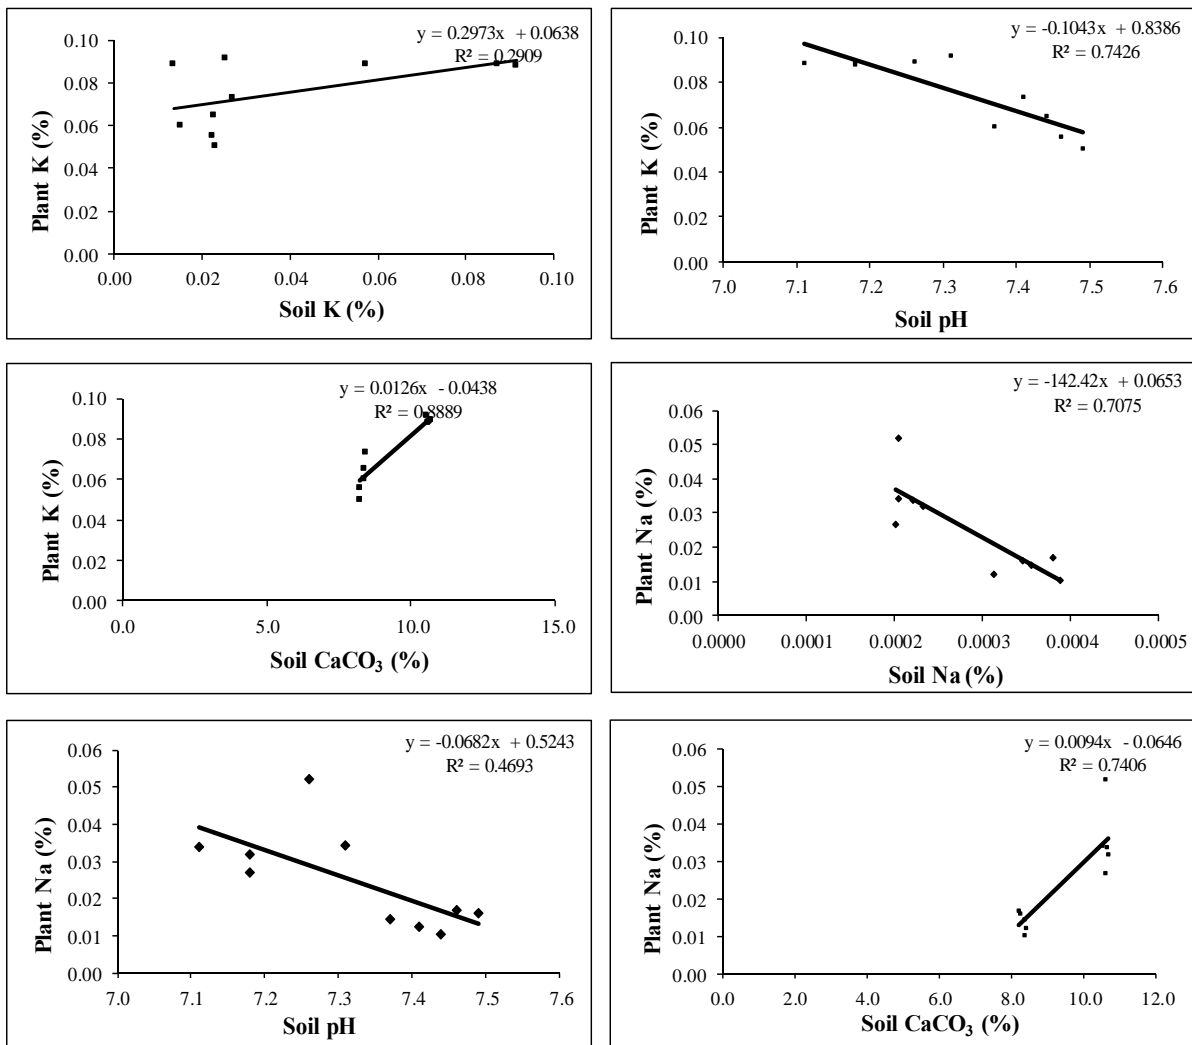 y = 0.2973x + 0.0638
R² = 0.2909
0.10
0.08
0.06
0.04
0.02
0.00
Plant K (%)
0.00 0.02 0.04 0.06 0.08 0.10
Soil K (%)
y = -0.1043x + 0.8386
R² = 0.7426
0.10
0.08
0.06
0.04
0.02
0.00
Plant K (%)
7.0 7.1 7.2 7.3 7.4 7.5 7.6
Soil pH
y = 0.0126x - 0.0438
R² = 0.8889
0.10
0.08
0.06
0.04
0.02
0.00
Plant K (%)
0.0 5.0 10.0 15.0
Soil CaCO₃ (%)
y = -142.42x + 0.0653
R² = 0.7075
0.06
0.05
0.04
0.03
0.02
0.01
0.00
Plant Na (%)
0.0000 0.0001 0.0002 0.0003 0.0004 0.0005
Soil Na (%)
y = -0.0682x + 0.5243
R² = 0.4693
0.06
0.05
0.04
0.03
0.02
0.01
0.00
Plant Na (%)
7.0 7.1 7.2 7.3 7.4 7.5 7.6
Soil pH
y = 0.0094x - 0.0646
R² = 0.7406
0.06
0.05
0.04
0.03
0.02
0.01
0.00
Plant Na (%)
0.0 2.0 4.0 6.0 8.0 10.0 12.0
Soil CaCO₃ (%)